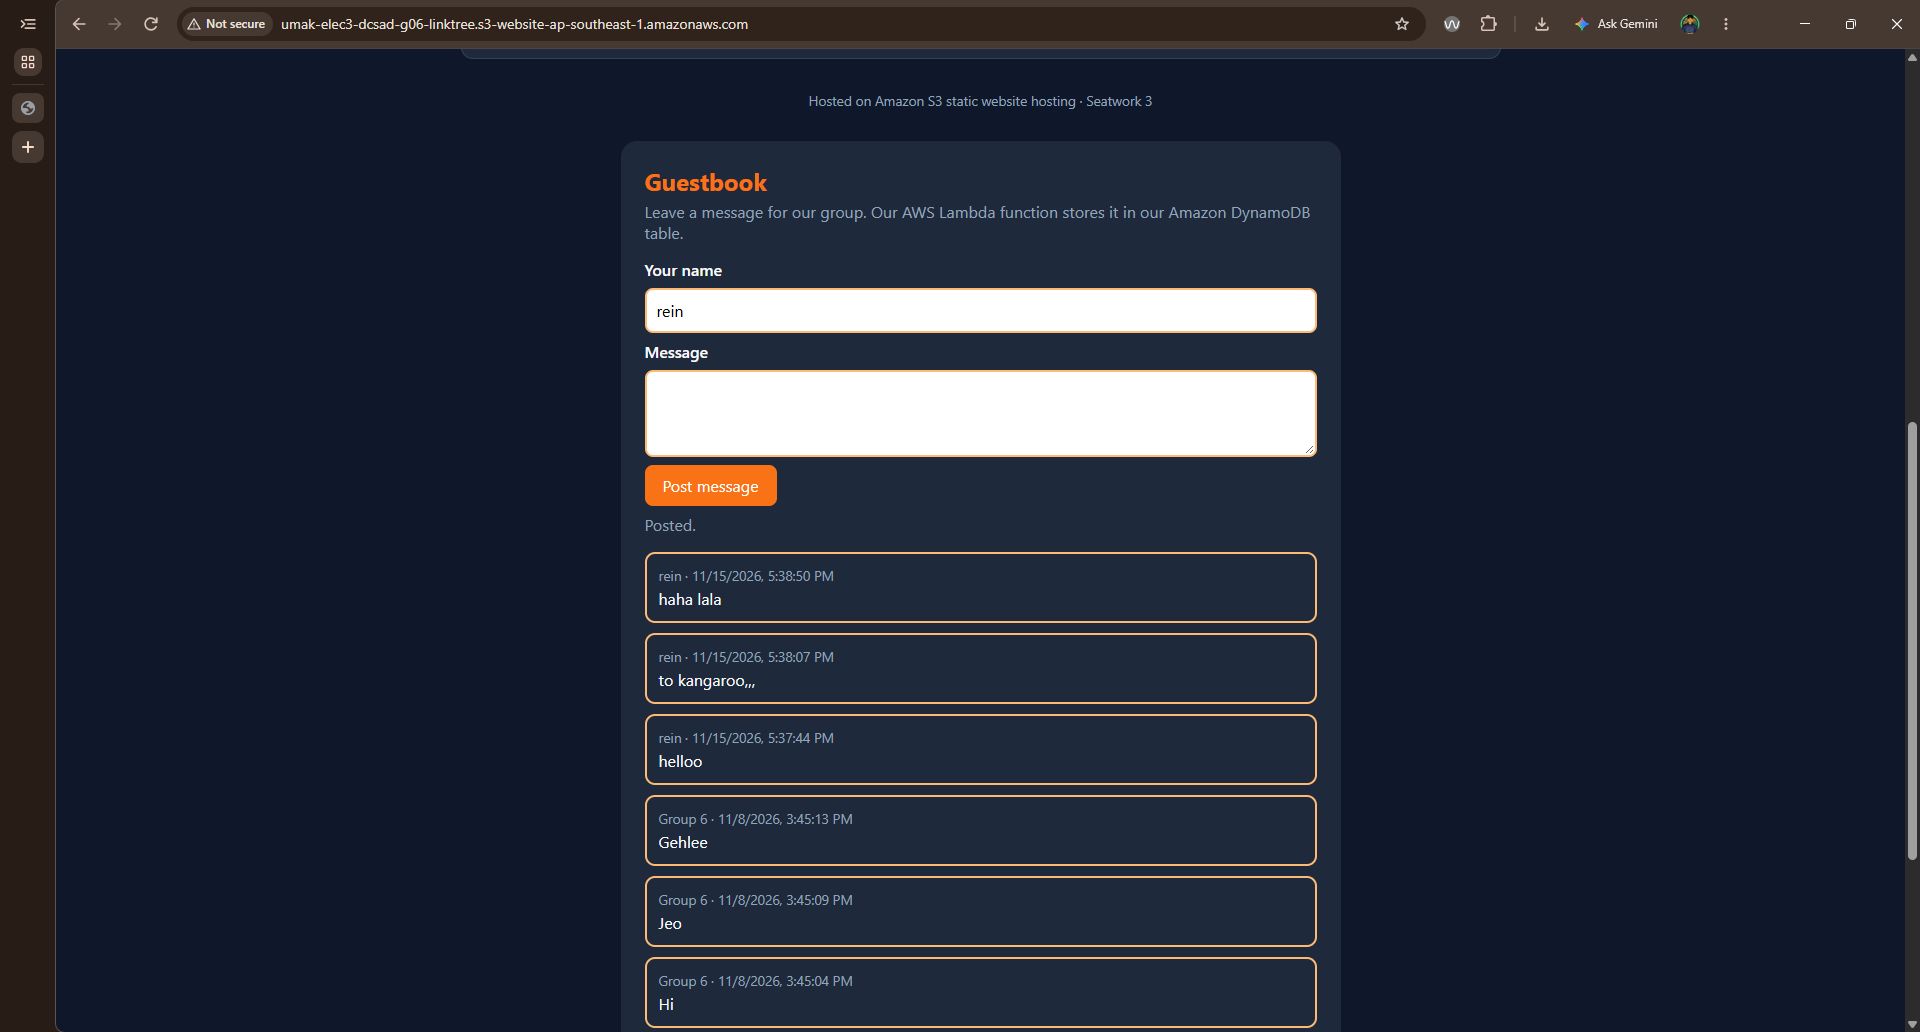 Not secure
umak-elec3-dcsad-g06-linktree.s3-website-ap-southeast-1.amazonaws.com
Ask Gemini
Hosted on Amazon S3 static website hosting · Seatwork 3
Guestbook
Leave a message for our group. Our AWS Lambda function stores it in our Amazon DynamoDB
table.
Your name
rein
Message
Post message
Posted.
rein · 11/15/2026, 5:38:50 PM
haha lala
rein · 11/15/2026, 5:38:07 PM
to kangaroo,,,
rein · 11/15/2026, 5:37:44 PM
helloo
Group 6 · 11/8/2026, 3:45:13 PM
Gehlee
Group 6 · 11/8/2026, 3:45:09 PM
Jeo
Group 6 · 11/8/2026, 3:45:04 PM
Hi